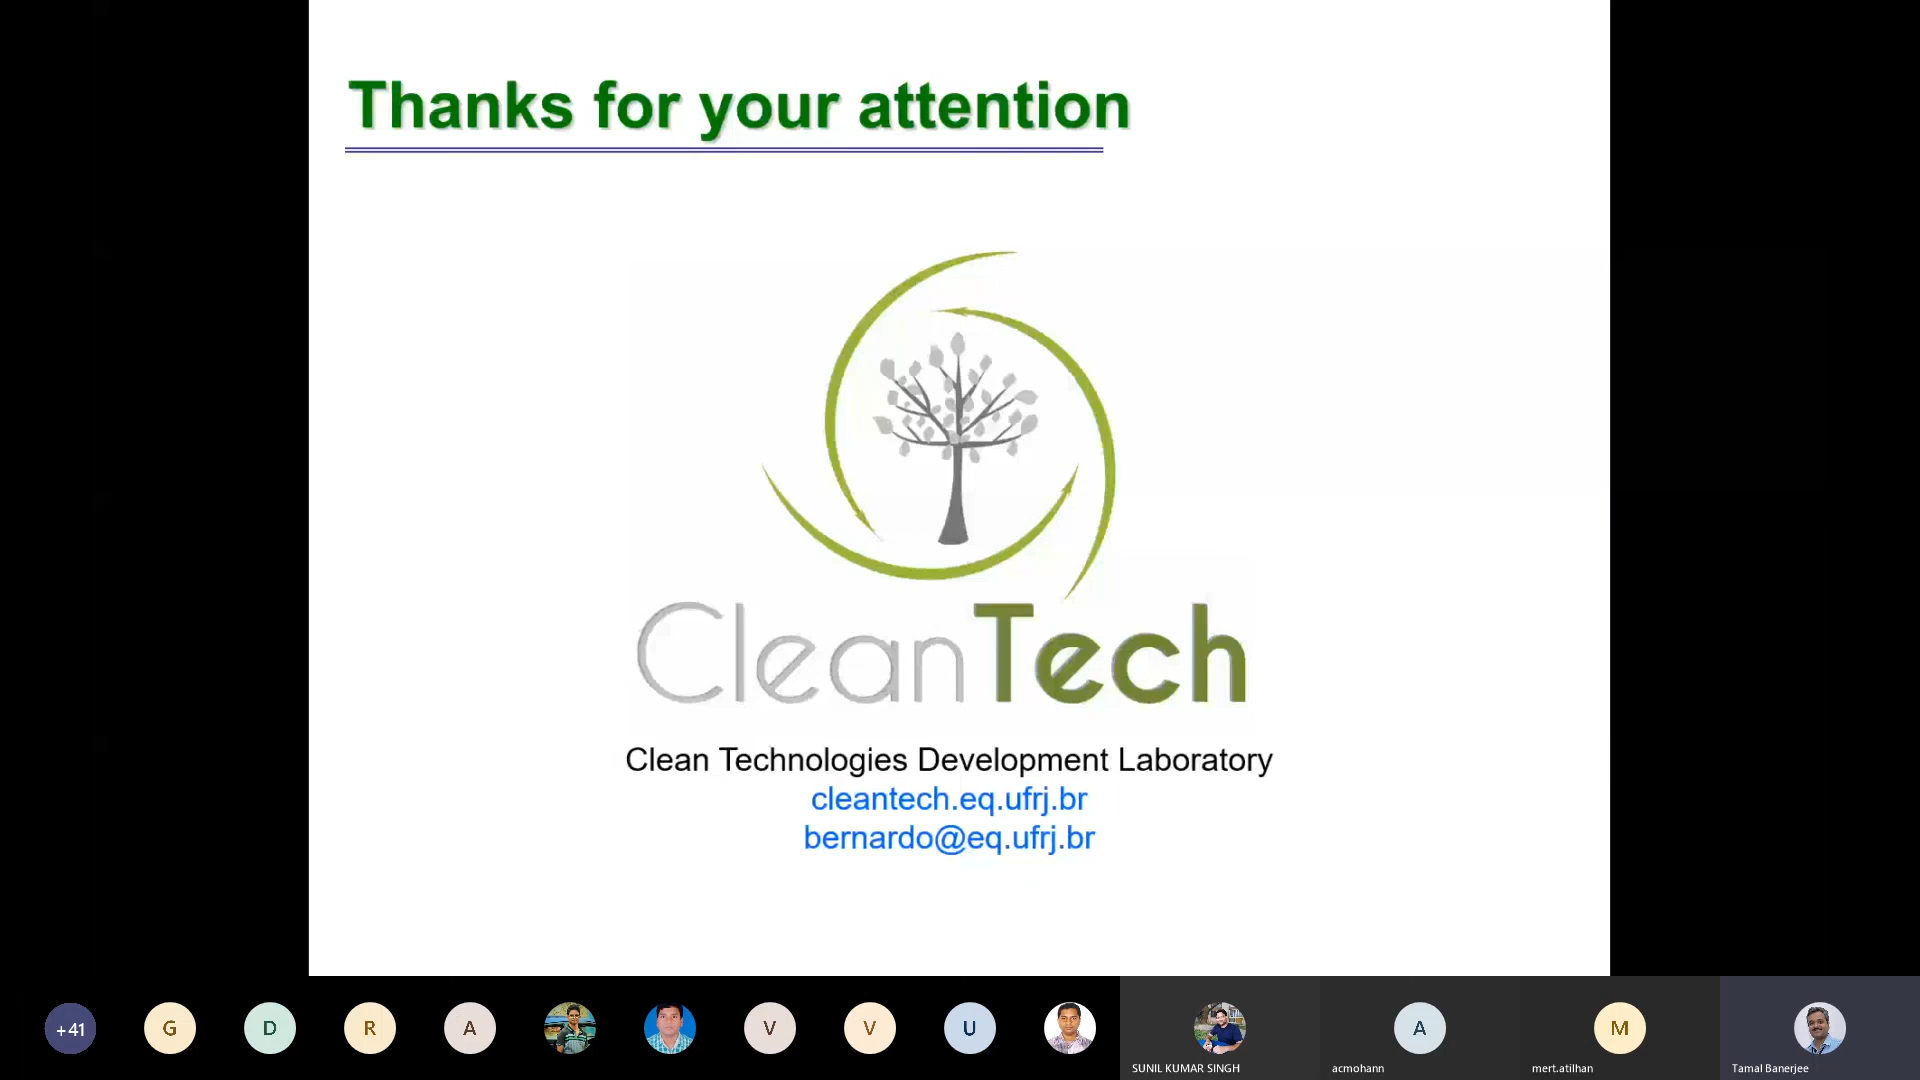 Thanks for your attention
CleanTech
Clean Technologies Development Laboratory
cleantech.eq.ufrj.br
bernardo@eq.ufrj.br
+41
G
D
R
A
V
V
U
A
M
SUNIL KUMAR SINGH
acmohann
mert.atilhan
Tamal Banerjee